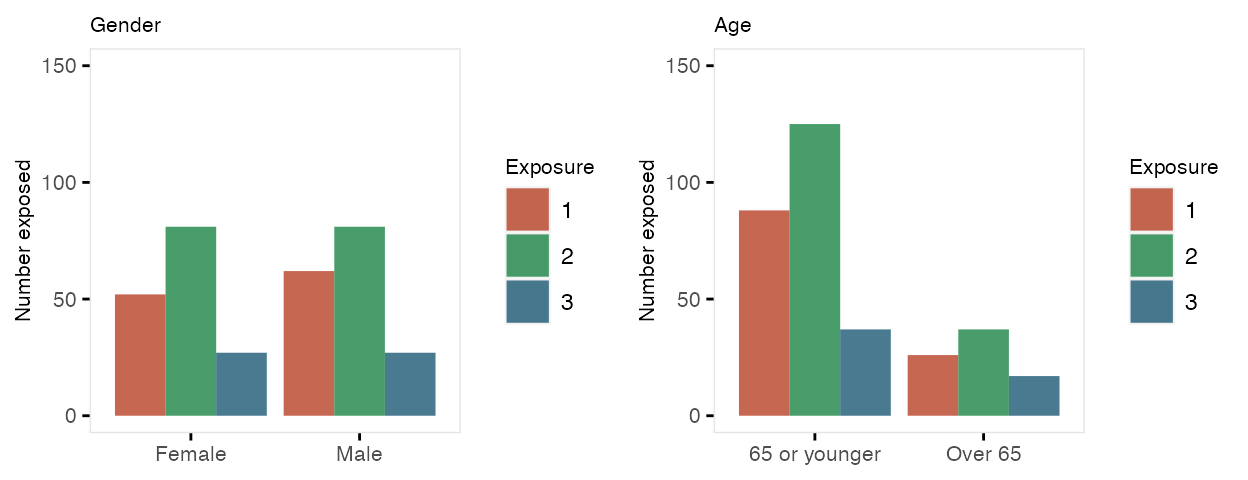 Gender
150
100
50
0
Number exposed
Female Male
Exposure
1
2
3
Age
150
100
50
0
Number exposed
65 or younger Over 65
Exposure
1
2
3